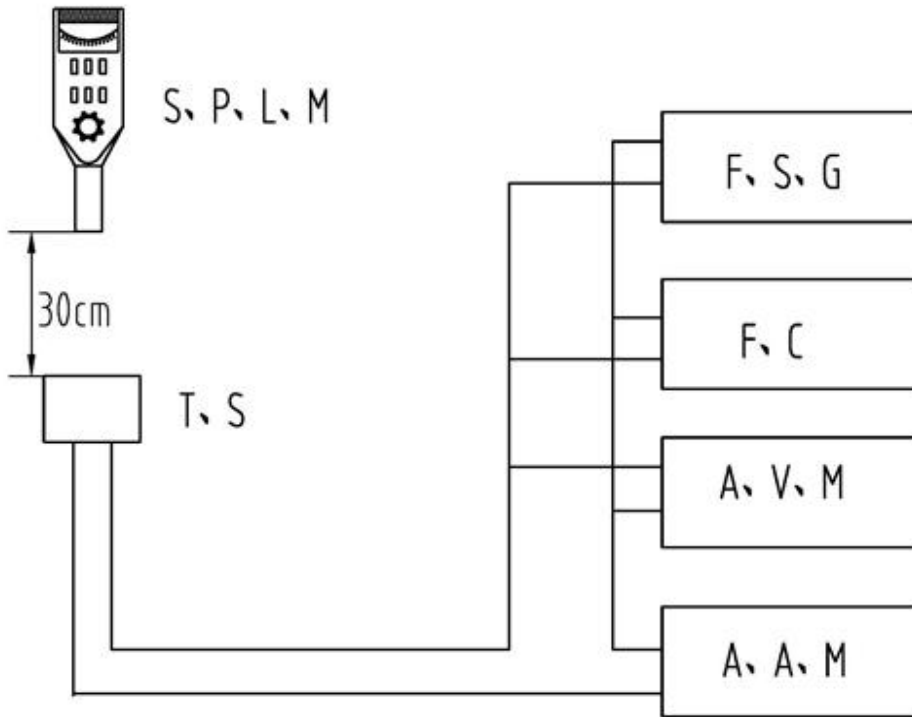 S、P、L、M
F、S、G
30cm
F、C
T、S
A、V、M
A、A、M